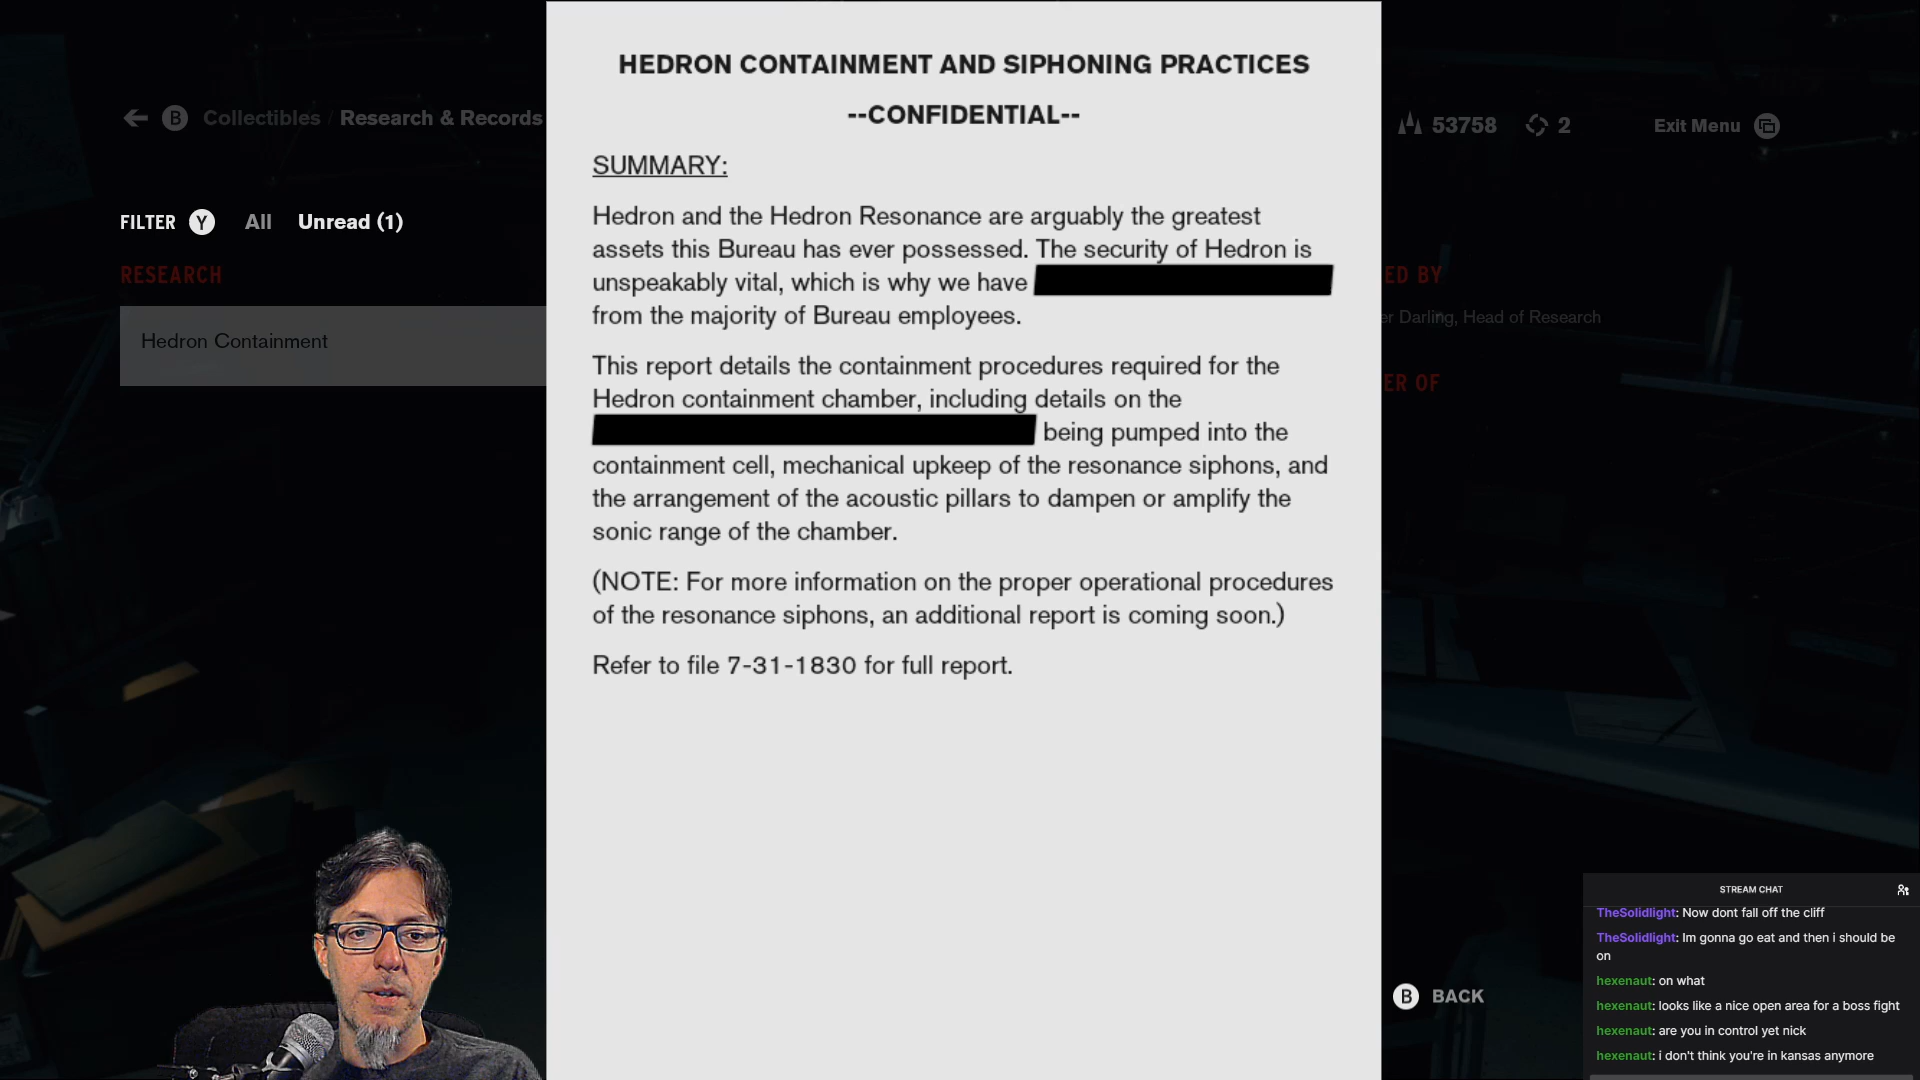 HEDRON CONTAINMENT AND SIPHONING PRACTICES
--CONFIDENTIAL--
B Collectibles / Research & Records
53758 2 Exit Menu
SUMMARY:
Hedron and the Hedron Resonance are arguably the greatest
assets this Bureau has ever possessed. The security of Hedron is
unspeakably vital, which is why we have
from the majority of Bureau employees.
This report details the containment procedures required for the
Hedron containment chamber, including details on the
being pumped into the
containment cell, mechanical upkeep of the resonance siphons, and
the arrangement of the acoustic pillars to dampen or amplify the
sonic range of the chamber.
(NOTE: For more information on the proper operational procedures
of the resonance siphons, an additional report is coming soon.)
Refer to file 7-31-1830 for full report.
FILTER Y All Unread (1)
RESEARCH
Hedron Containment
ED BY
er Darling, Head of Research
ER OF
B BACK
STREAM CHAT
TheSolidlight: Now dont fall off the cliff
TheSolidlight: Im gonna go eat and then i should be
on
hexenaut: on what
hexenaut: looks like a nice open area for a boss fight
hexenaut: are you in control yet nick
hexenaut: i don't think you're in kansas anymore